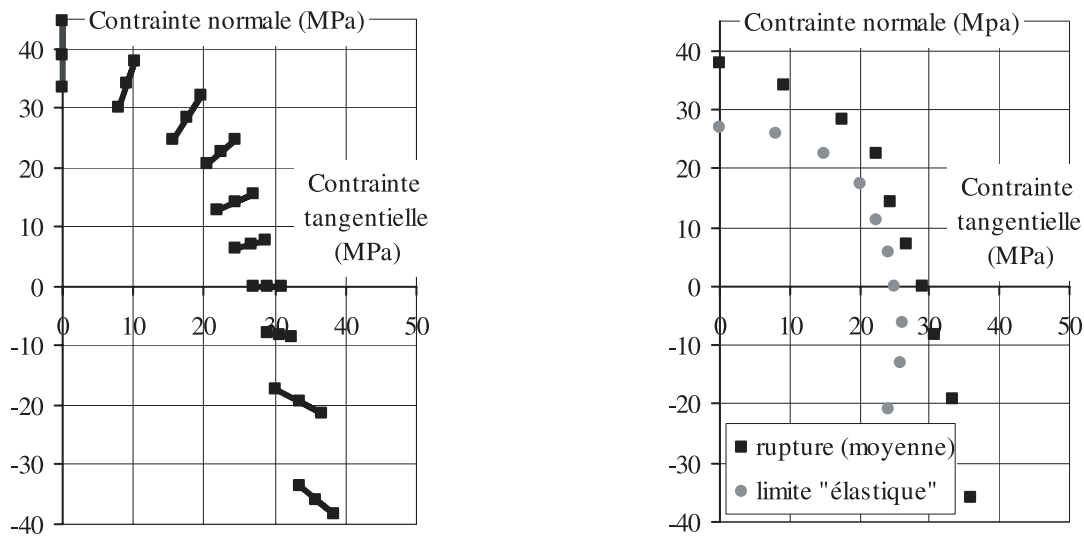 Contrainte normale (MPa)
40
30
20
10
0
-10
-20
-30
-40
0 10 20 30 40 50
Contrainte
tangentielle
(MPa)
Contrainte normale (Mpa)
40
30
20
10
0
-10
-20
-30
-40
0 10 20 30 40 50
Contrainte
tangentielle
(MPa)
rupture (moyenne)
limite "élastique"